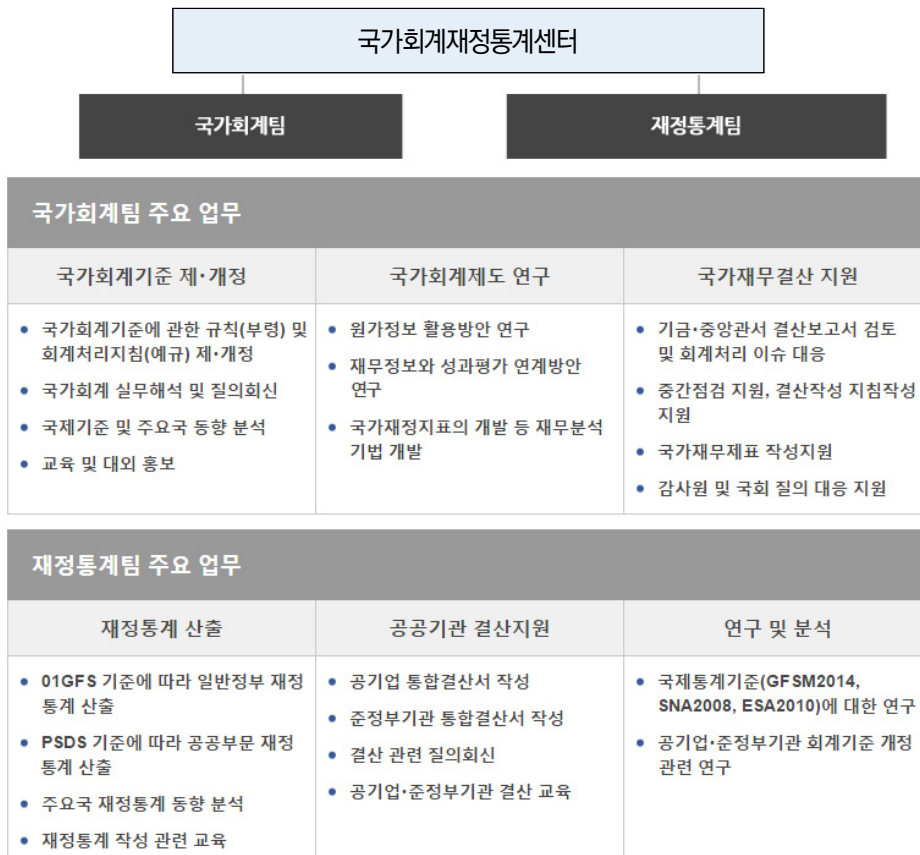 국가회계재정통계센터
국가회계팀
재정통계팀
국가회계팀 주요 업무
국가회계기준 제·개정
• 국가회계기준에 관한 규칙(부령) 및
회계처리지침(예규) 제·개정
• 국가회계 실무해석 및 질의회신
• 국제기준 및 주요국 동향 분석
• 교육 및 대외 홍보
국가회계제도 연구
• 원가정보 활용방안 연구
• 재무정보와 성과평가 연계방안
연구
• 국가재정지표의 개발 등 재무분석
기법 개발
국가재무결산 지원
• 기금·중앙관서 결산보고서 검토
및 회계처리 이슈 대응
• 중간점검 지원, 결산작성 지침작성
지원
• 국가재무제표 작성지원
• 감사원 및 국회 질의 대응 지원
재정통계팀 주요 업무
재정통계 산출
• 01GFS 기준에 따라 일반정부 재정
통계 산출
• PSDS 기준에 따라 공공부문 재정
통계 산출
• 주요국 재정통계 동향 분석
• 재정통계 작성 관련 교육
공공기관 결산지원
• 공기업 통합결산서 작성
• 준정부기관 통합결산서 작성
• 결산 관련 질의회신
• 공기업·준정부기관 결산 교육
연구 및 분석
• 국제통계기준(GFSM2014,
SNA2008, ESA2010)에 대한 연구
• 공기업·준정부기관 회계기준 개정
관련 연구